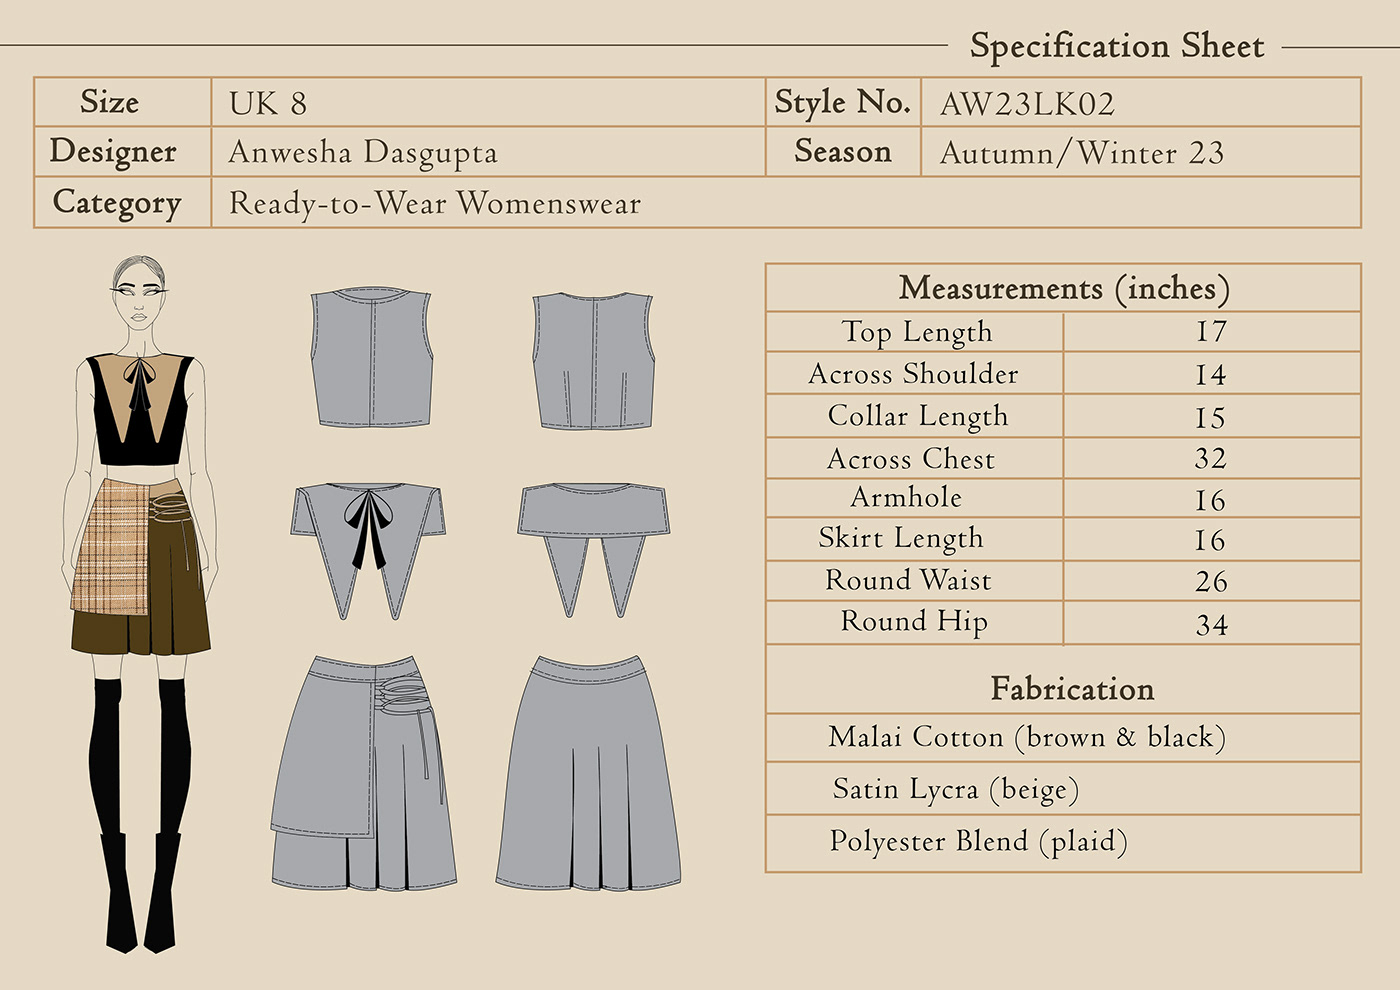 Specification Sheet
Size UK 8 Style No. AW23LK02
Designer Anwesha Dasgupta Season Autumn/Winter 23
Category Ready-to-Wear Womenswear
Measurements (inches)
Top Length 17
Across Shoulder 14
Collar Length 15
Across Chest 32
Armhole 16
Skirt Length 16
Round Waist 26
Round Hip 34
Fabrication
Malai Cotton (brown & black)
Satin Lycra (beige)
Polyester Blend (plaid)